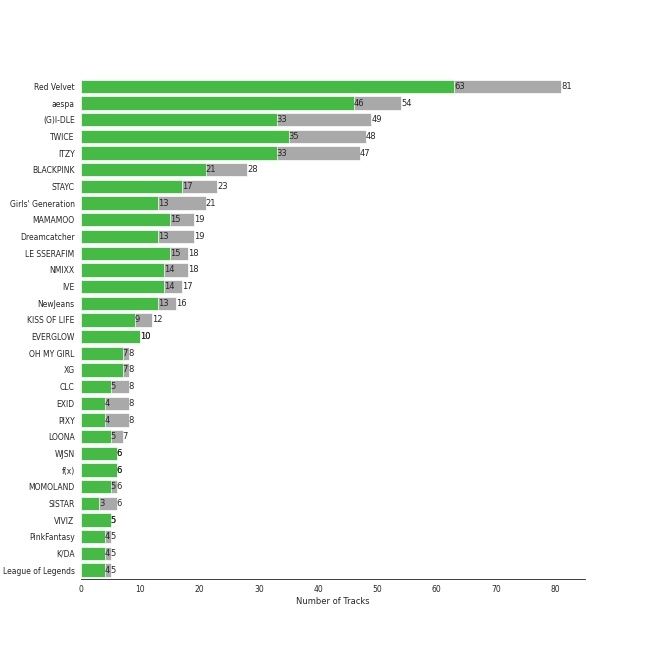 Red Velvet 63 81
aespa 46 54
(G)I-DLE 33 49
TWICE 35 48
ITZY 33 47
BLACKPINK 21 28
STAYC 17 23
Girls' Generation 13 21
MAMAMOO 15 19
Dreamcatcher 13 19
LE SSERAFIM 15 18
NMIXX 14 18
IVE 14 17
NewJeans 13 16
KISS OF LIFE 9 12
EVERGLOW 10
OH MY GIRL 7 8
XG 7 8
CLC 5 8
EXID 4 8
PIXY 4 8
LOONA 5 7
WJSN 6
f(x) 6
MOMOLAND 5 6
SISTAR 3 6
VIVIZ 5
PinkFantasy 4 5
K/DA 4 5
League of Legends 4 5
0 10 20 30 40 50 60 70 80
Number of Tracks